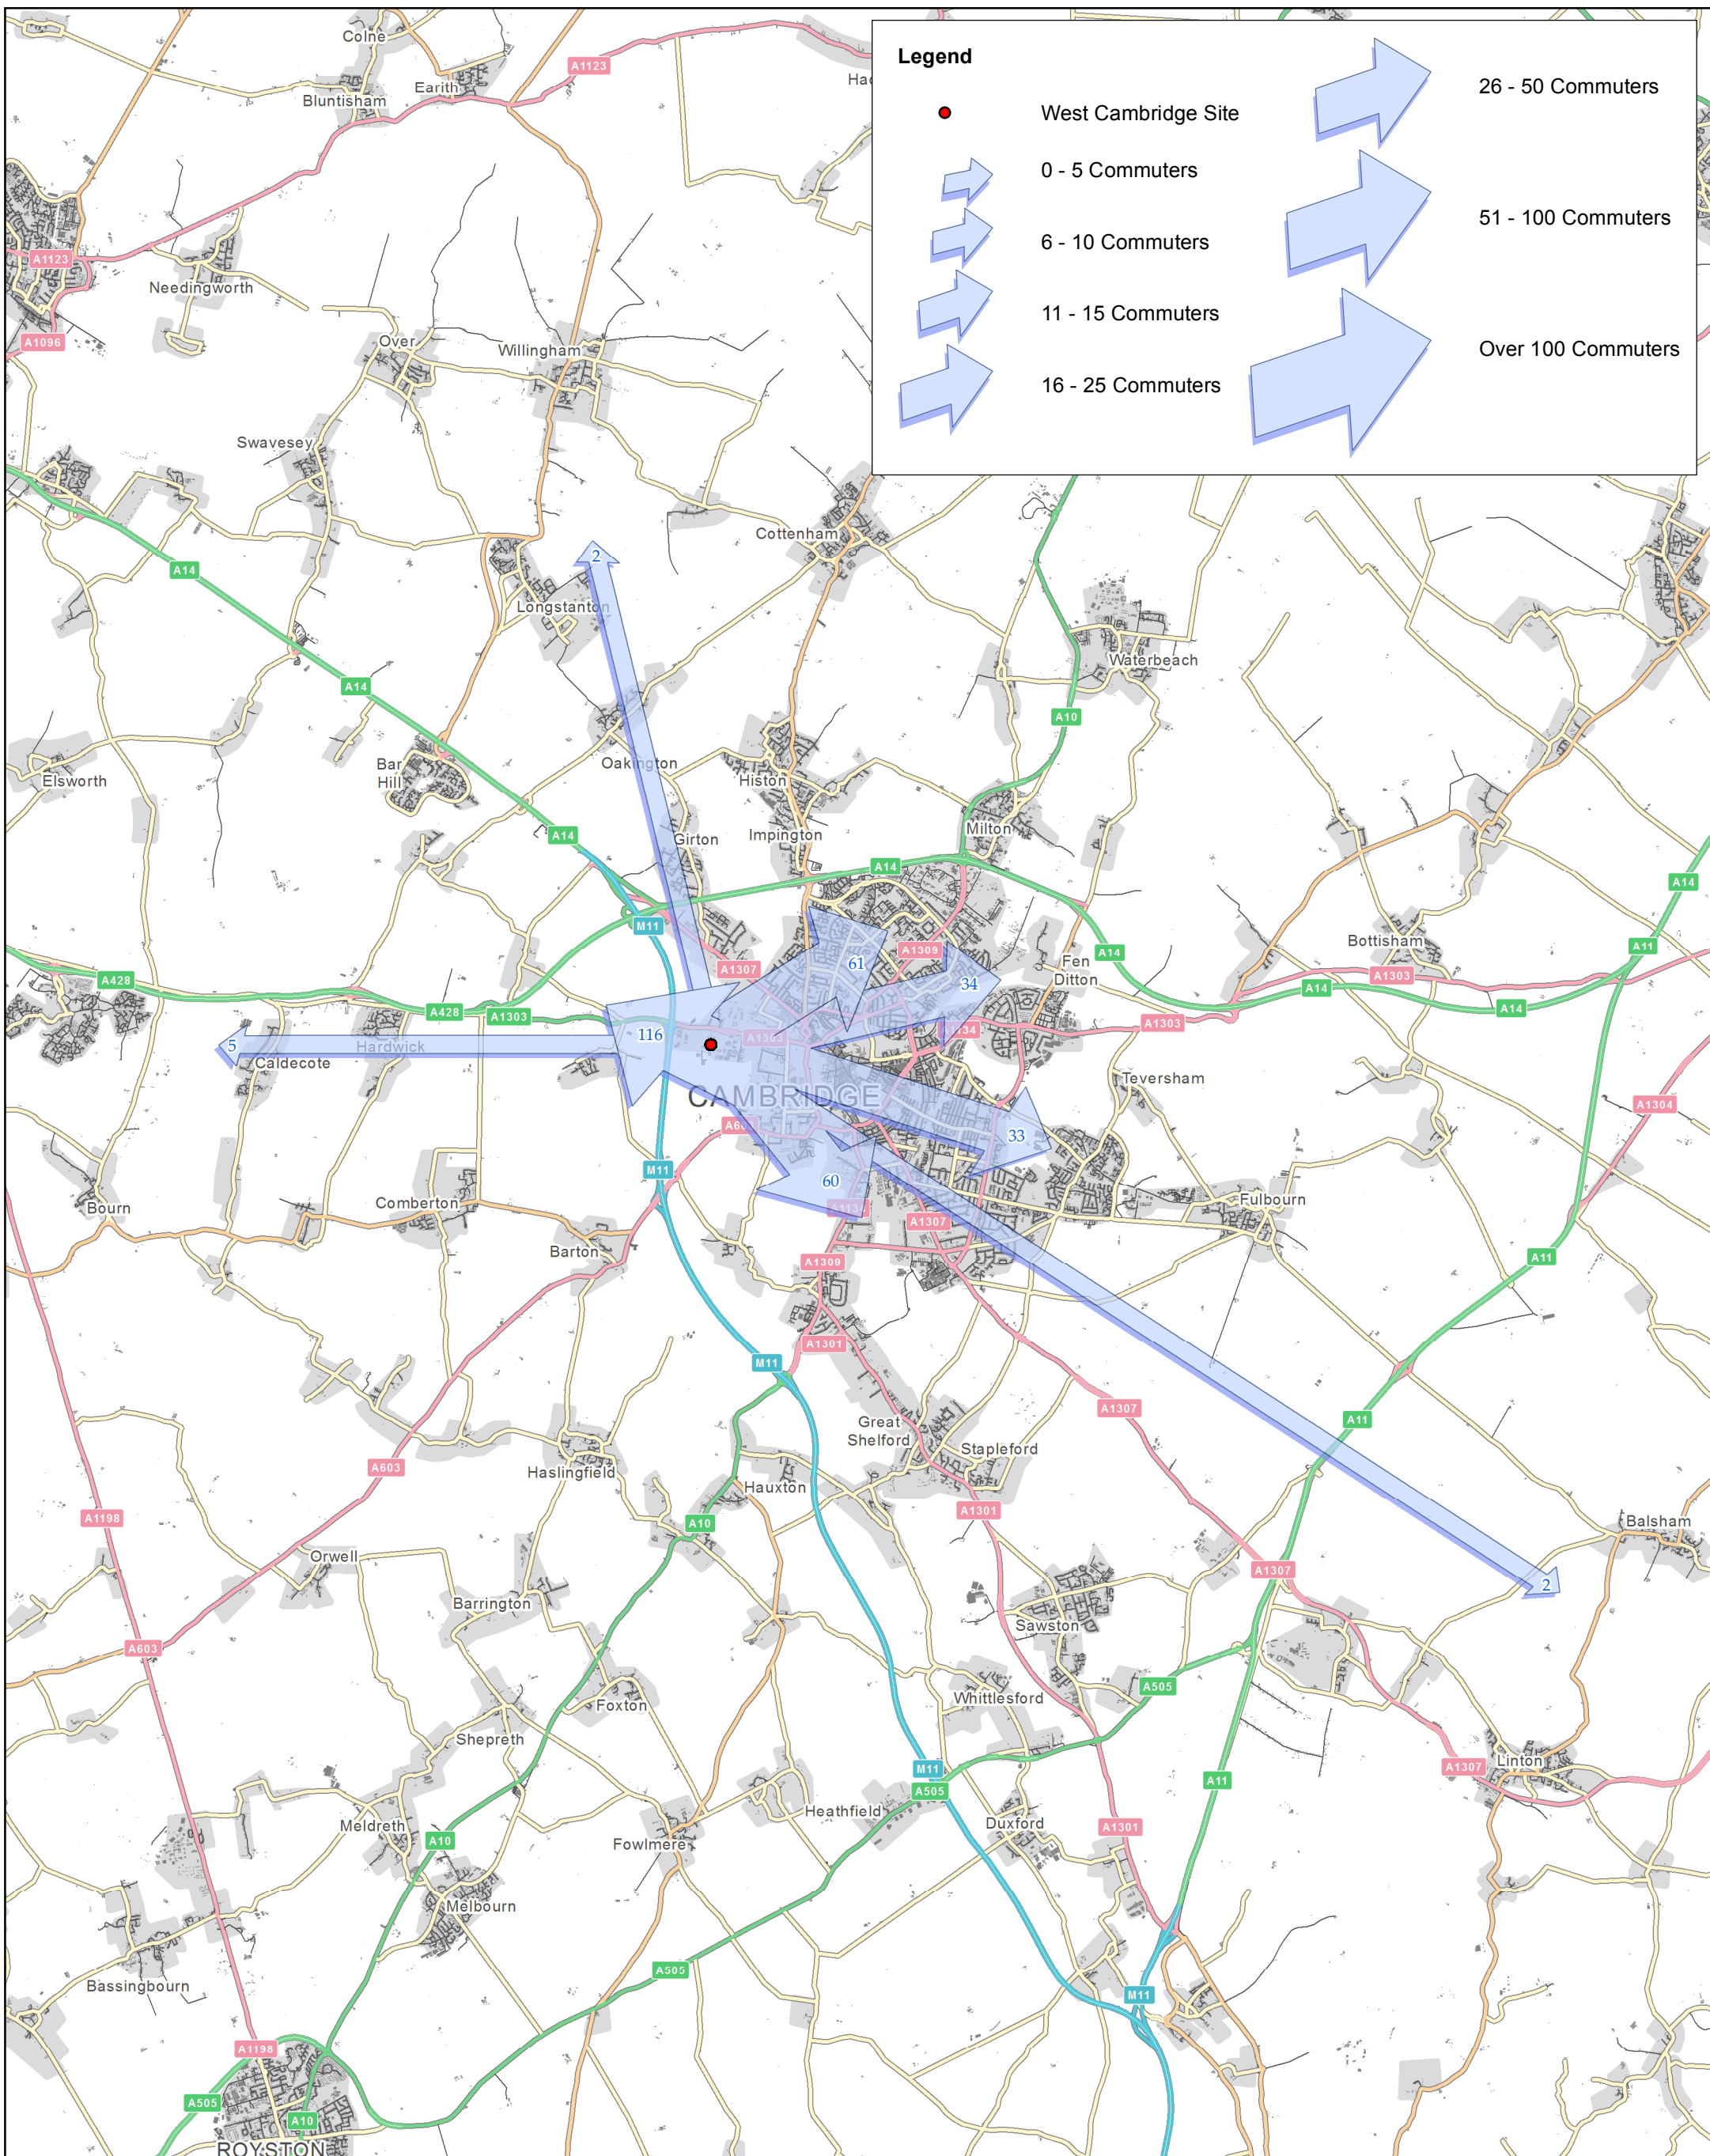 Legend
West Cambridge Site
0 - 5 Commuters
6 - 10 Commuters
11 - 15 Commuters
16 - 25 Commuters
26 - 50 Commuters
51 - 100 Commuters
Over 100 Commuters
Colne
A1123
Earith
Bluntisham
A1123
Needingworth
A1096
Over
Willingham
Swavesey
Cottenham
2
A14
Longstanton
Waterbeach
A14
A10
Bar
Hill
Oakington
Histon
Elsworth
A14
Girton
Impington
Milton
A14
A14
M11
A1309
Bottisham
A11
A14
61
Fen
Ditton
A1307
A1303
A428
34
A14
A14
A428
A1303
A1303
116
A1303
5
Hardwick
Caldecote
Teversham
CAMBRIDGE
A1304
33
M11
60
Comberton
Bourn
Fulbourn
A1307
Barton
A1309
A11
A1301
M11
A1307
A11
Great
Shelford
Stapleford
A603
Haslingfield
Hauxton
A1301
A1198
A10
Balsham
Orwell
A1307
2
Barrington
Sawston
A603
A505
Whittlesford
Foxton
Shepreth
Linton
A1307
M11
A11
A505
Heathfield
Duxford
A1301
Meldreth
A10
Fowlmere
Melbourn
A505
Bassingbourn
M11
A1198
A505
A10
ROYSTON